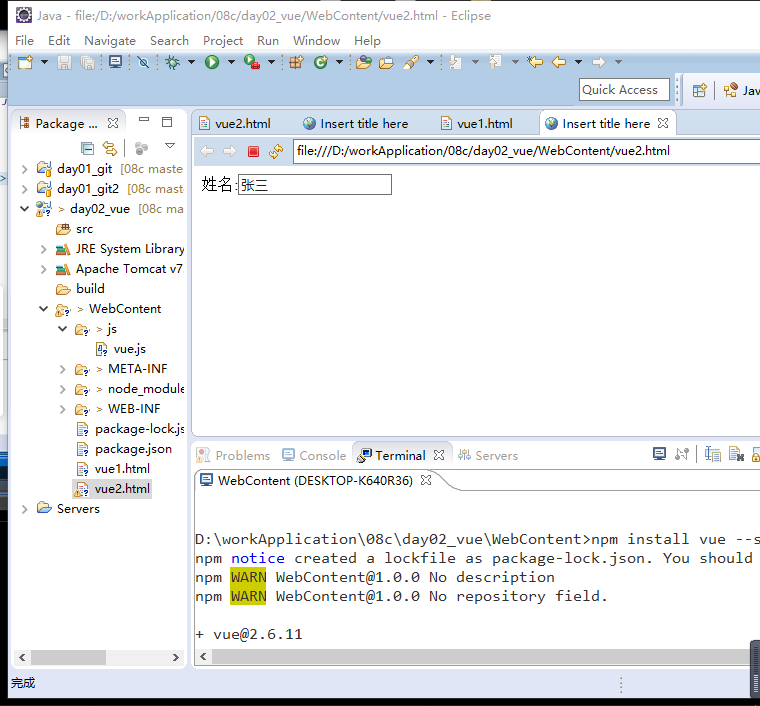 Java - file:/D:/workApplication/08c/day02_vue/WebContent/vue2.html - Eclipse
File Edit Navigate Search Project Run Window Help
Quick Access
Jav
Package ...
vue2.html Insert title here vue1.html Insert title here
file:///D:/workApplication/08c/day02_vue/WebContent/vue2.html
姓名:张三
day01_git [08c maste
day01_git2 [08c mast
> day02_vue [08c ma
src
JRE System Library
Apache Tomcat v7.
build
> WebContent
> js
vue.js
> META-INF
> node_module
> WEB-INF
package-lock.js
package.json
vue1.html
vue2.html
Servers
Problems Console Terminal Servers
WebContent (DESKTOP-K640R36)
D:\workApplication\08c\day02_vue\WebContent>npm install vue --s
npm notice created a lockfile as package-lock.json. You should
npm WARN WebContent@1.0.0 No description
npm WARN WebContent@1.0.0 No repository field.
+ vue@2.6.11
完成